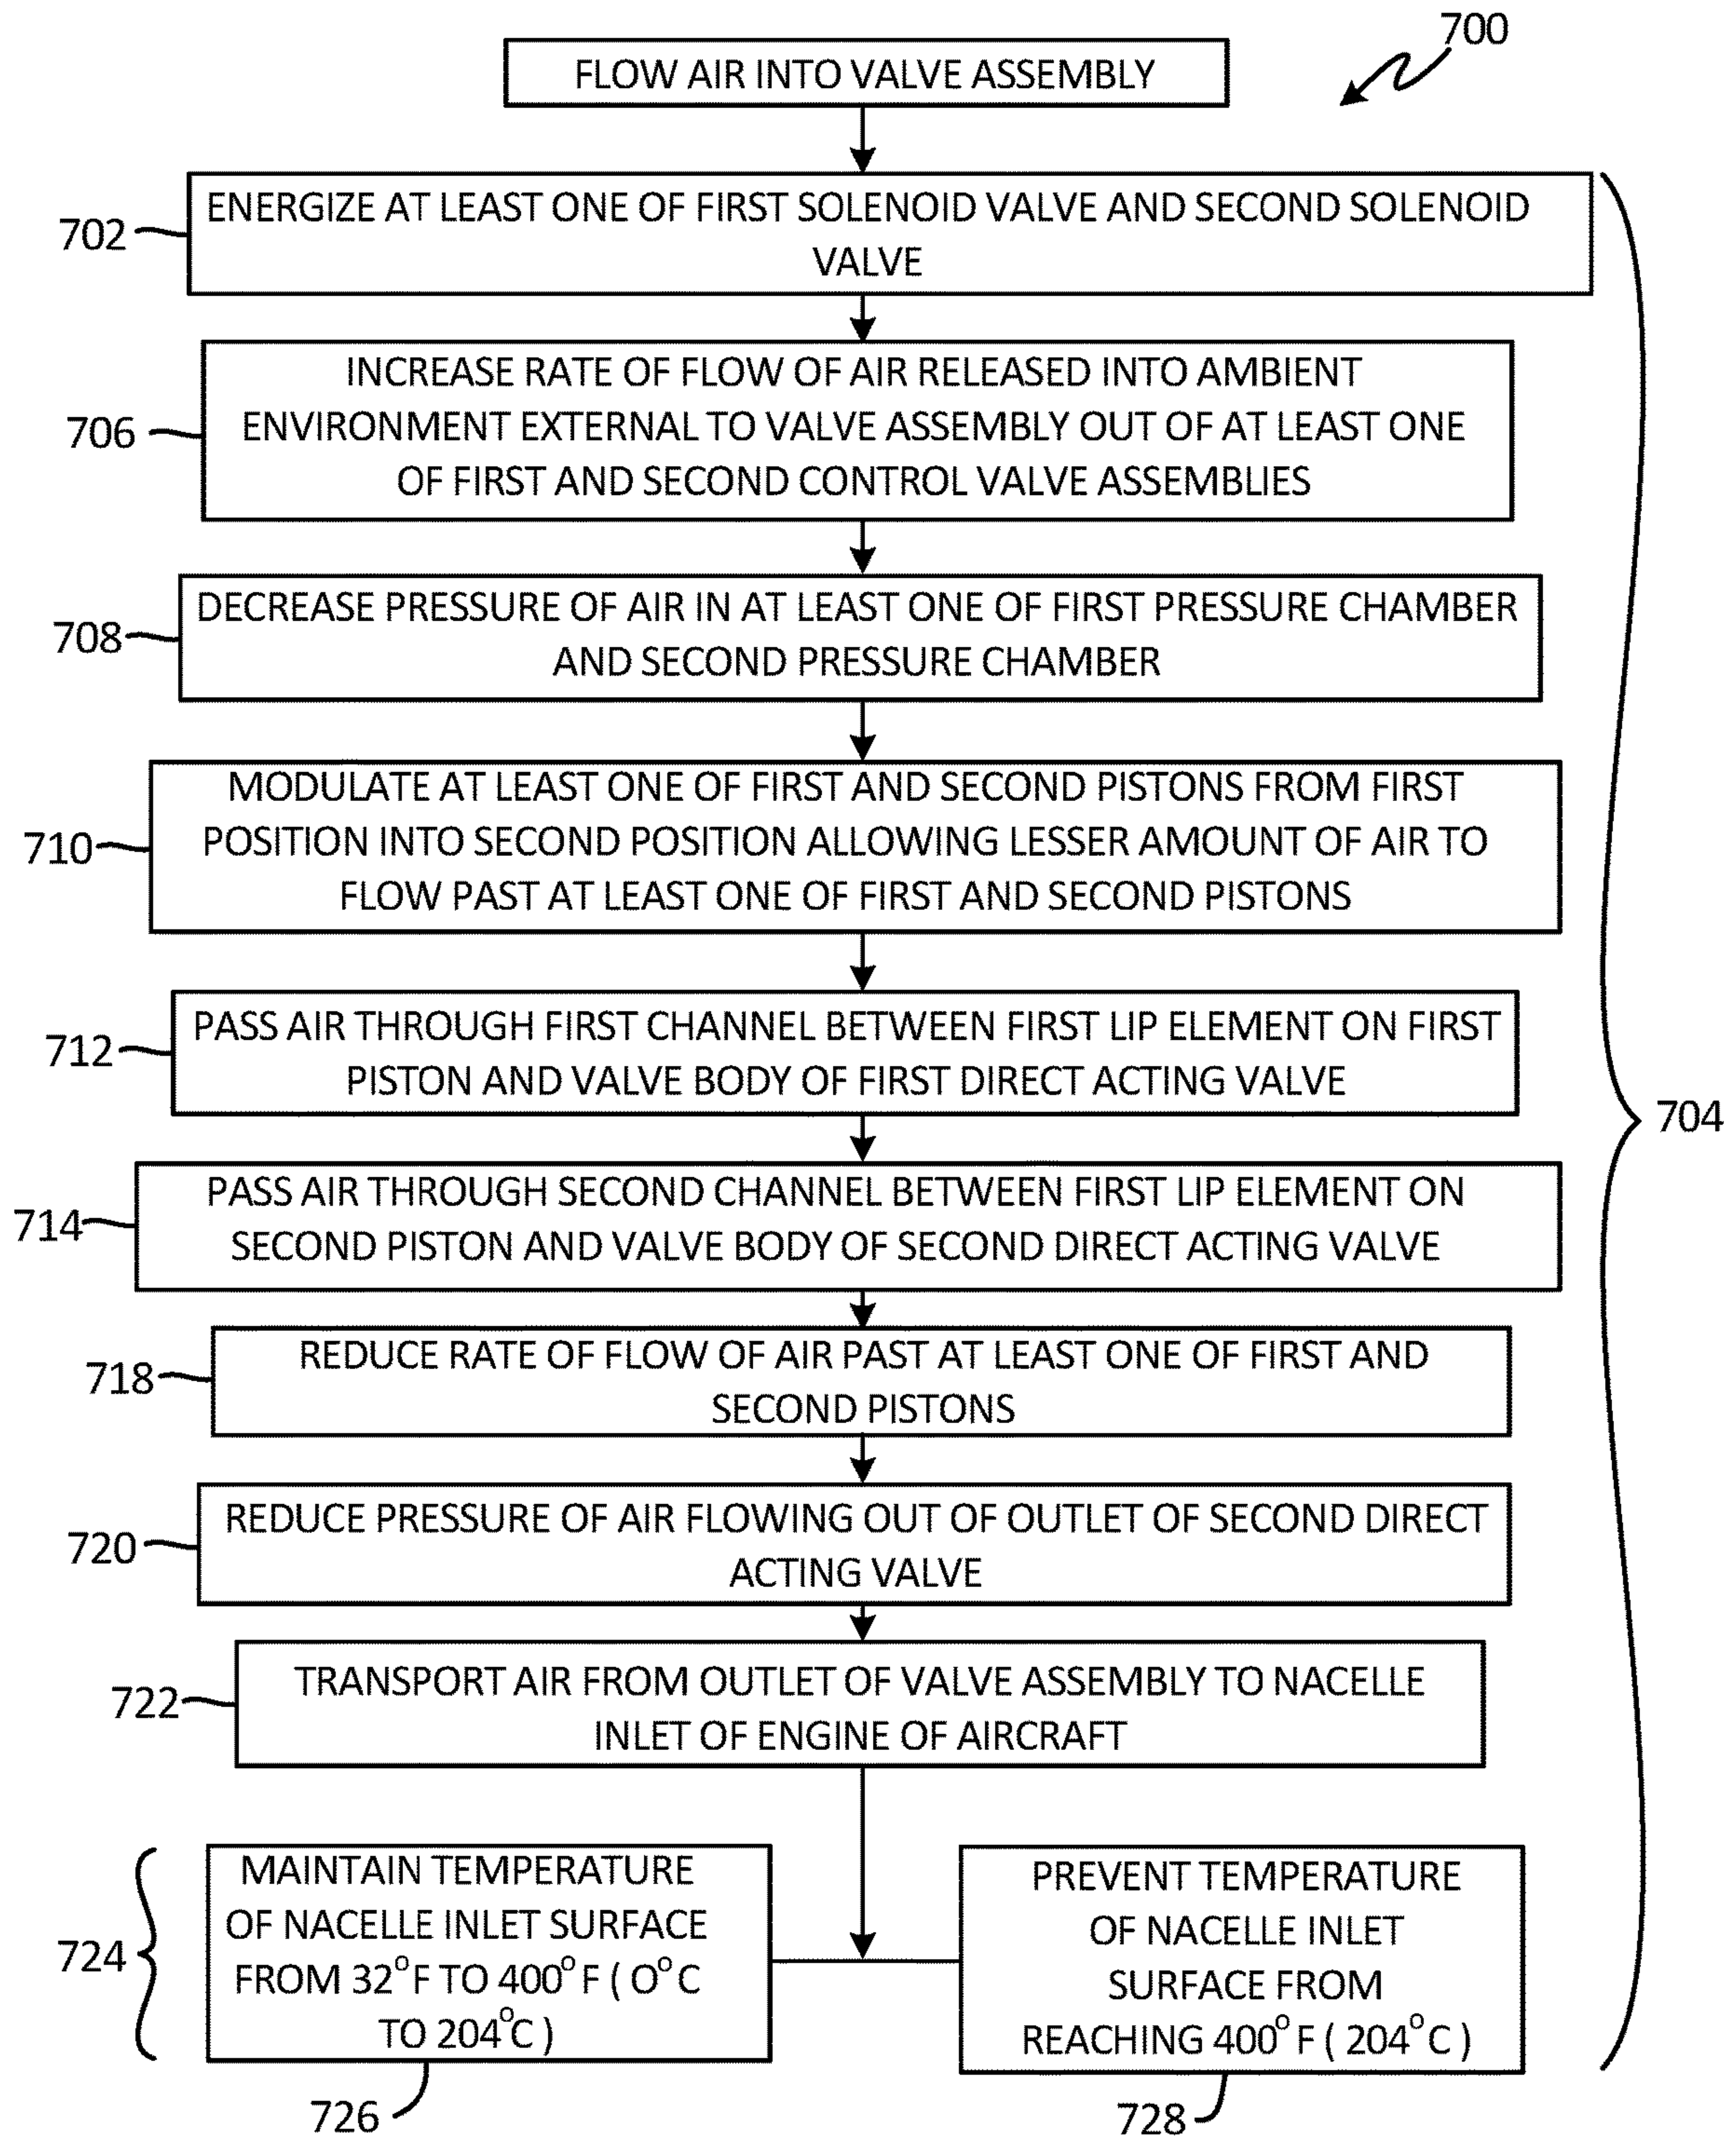 700
FLOW AIR INTO VALVE ASSEMBLY
702
ENERGIZE AT LEAST ONE OF FIRST SOLENOID VALVE AND SECOND SOLENOID
VALVE
706
INCREASE RATE OF FLOW OF AIR RELEASED INTO AMBIENT
ENVIRONMENT EXTERNAL TO VALVE ASSEMBLY OUT OF AT LEAST ONE
OF FIRST AND SECOND CONTROL VALVE ASSEMBLIES
708
DECREASE PRESSURE OF AIR IN AT LEAST ONE OF FIRST PRESSURE CHAMBER
AND SECOND PRESSURE CHAMBER
710
MODULATE AT LEAST ONE OF FIRST AND SECOND PISTONS FROM FIRST
POSITION INTO SECOND POSITION ALLOWING LESSER AMOUNT OF AIR TO
FLOW PAST AT LEAST ONE OF FIRST AND SECOND PISTONS
712
PASS AIR THROUGH FIRST CHANNEL BETWEEN FIRST LIP ELEMENT ON FIRST
PISTON AND VALVE BODY OF FIRST DIRECT ACTING VALVE
704
714
PASS AIR THROUGH SECOND CHANNEL BETWEEN FIRST LIP ELEMENT ON
SECOND PISTON AND VALVE BODY OF SECOND DIRECT ACTING VALVE
718
REDUCE RATE OF FLOW OF AIR PAST AT LEAST ONE OF FIRST AND
SECOND PISTONS
720
REDUCE PRESSURE OF AIR FLOWING OUT OF OUTLET OF SECOND DIRECT
ACTING VALVE
722
TRANSPORT AIR FROM OUTLET OF VALVE ASSEMBLY TO NACELLE
INLET OF ENGINE OF AIRCRAFT
724
MAINTAIN TEMPERATURE
OF NACELLE INLET SURFACE
FROM 32°F TO 400°F ( O°C
TO 204°C )
726
PREVENT TEMPERATURE
OF NACELLE INLET
SURFACE FROM
REACHING 400°F ( 204°C )
728